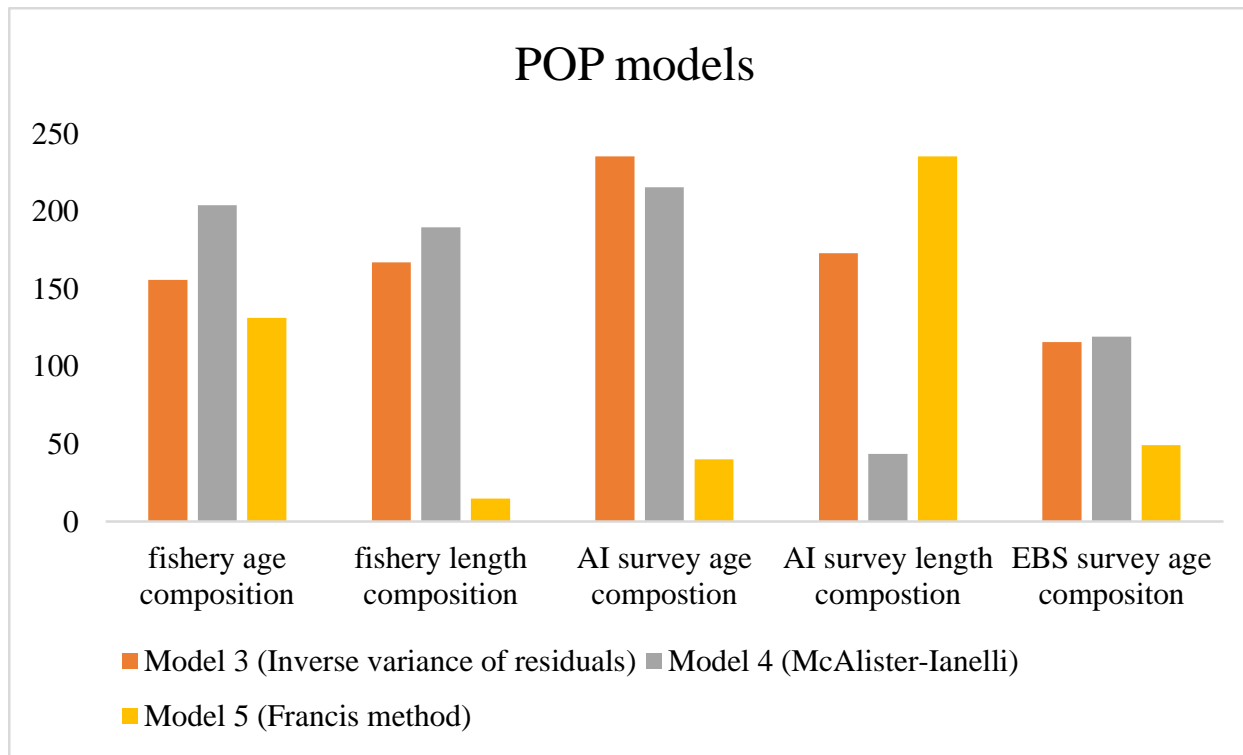 POP models
250
200
150
100
50
0
fishery age
composition
fishery length
composition
AI survey age
compostion
AI survey length
compostion
EBS survey age
compositon
Model 3 (Inverse variance of residuals)
Model 4 (McAlister-Ianelli)
Model 5 (Francis method)